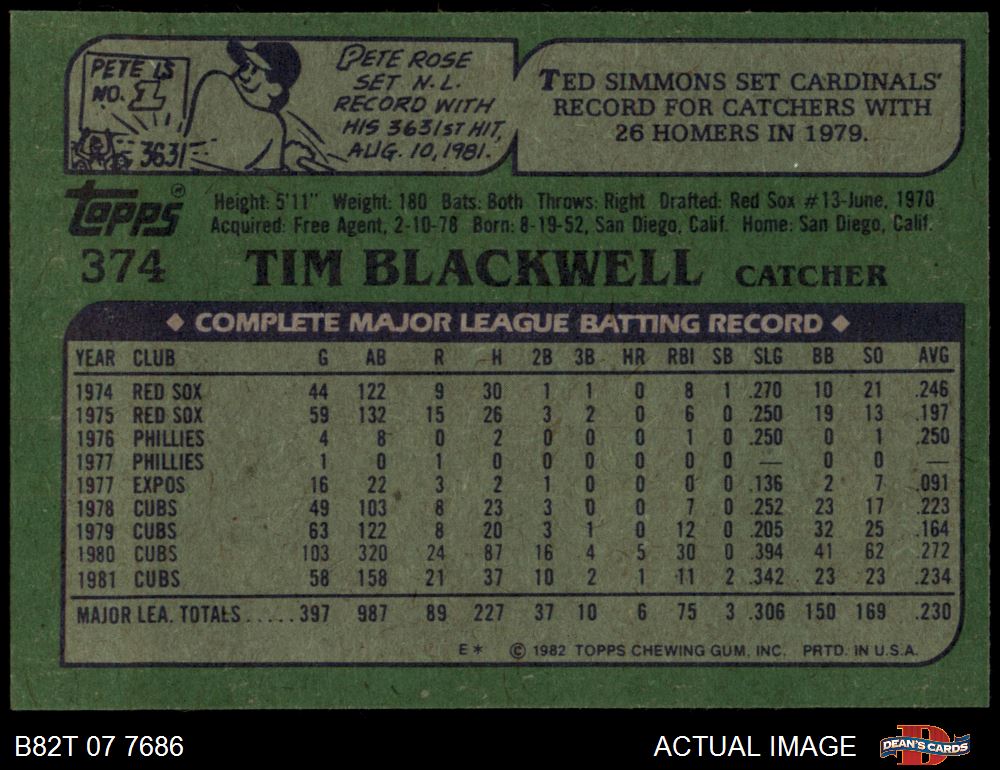 PETE IS
NO. 1
3631
PETE ROSE
SET N.L.
RECORD WITH
HIS 3631ST HIT,
AUG. 10, 1981.
TED SIMMONS SET CARDINALS'
RECORD FOR CATCHERS WITH
26 HOMERS IN 1979.
Topps
Height: 5'11" Weight: 180 Bats: Both Throws: Right Drafted: Red Sox #13-June, 1970
Acquired: Free Agent, 2-10-78 Born: 8-19-52, San Diego, Calif. Home: San Diego, Calif.
374 TIM BLACKWELL CATCHER
◆ COMPLETE MAJOR LEAGUE BATTING RECORD ◆
YEAR CLUB G AB R H 2B 3B HR RBI SB SLG BB SO AVG
1974 RED SOX 44 122 9 30 1 1 0 8 1 .270 10 21 .246
1975 RED SOX 59 132 15 26 3 2 0 6 0 .250 19 13 .197
1976 PHILLIES 4 8 0 2 0 0 0 1 0 .250 0 1 .250
1977 PHILLIES 1 0 1 0 0 0 0 0 0 — 0 0 —
1977 EXPOS 16 22 3 2 1 0 0 0 0 .136 2 7 .091
1978 CUBS 49 103 8 23 3 0 0 7 0 .252 23 17 .223
1979 CUBS 63 122 8 20 3 1 0 12 0 .205 32 25 .164
1980 CUBS 103 320 24 87 16 4 5 30 0 .394 41 62 .272
1981 CUBS 58 158 21 37 10 2 1 11 2 .342 23 23 .234
MAJOR LEA. TOTALS.....397 987 89 227 37 10 6 75 3 .306 150 169 .230
E* © 1982 TOPPS CHEWING GUM, INC. PRTD. IN U.S.A.
B82T 07 7686 ACTUAL IMAGE D DEAN'S CARDS